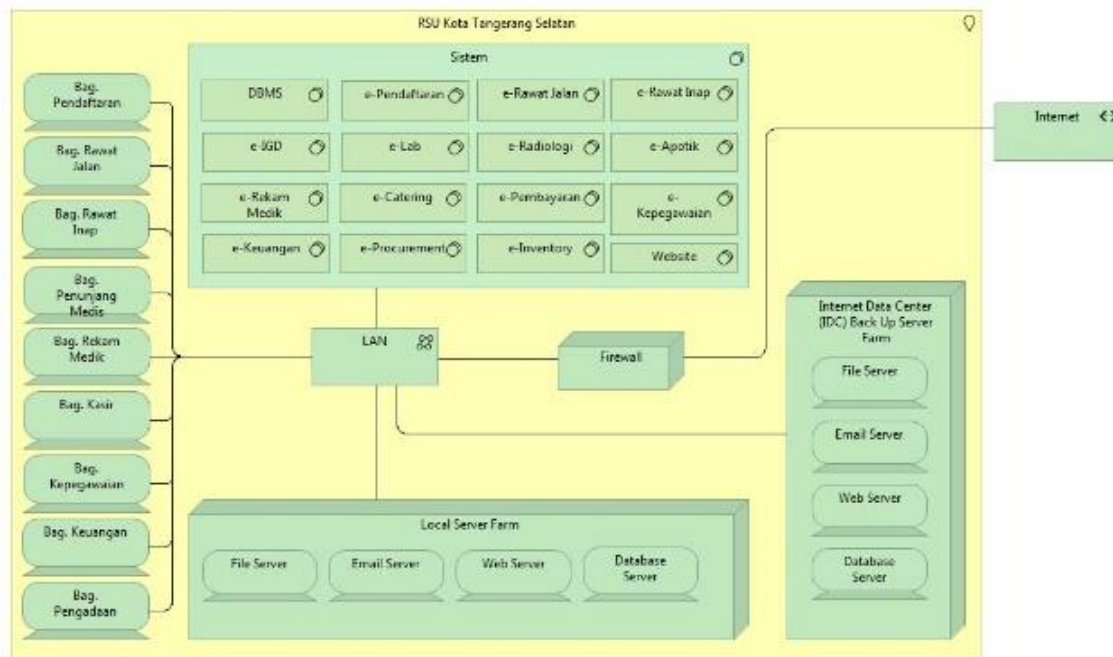 RSU Kota Tangerang Selatan
Bag.
Pendaftaran
Bag. Rawat
Jalan
Bag. Rawat
Inap
Bag.
Penunjang
Medis
Bag. Rekam
Medik
Bag. Kasir
Bag.
Kepegawaian
Bag. Keuangan
Bag.
Pengadaan
Sistem
DBMS
e-Pendaftaran
e-Rawat Jalan
e-Rawat Inap
e-IGD
e-Lab
e-Radiologi
e-Apotik
e-Rekam
Medik
e-Catering
e-Pembayaran
e-
Kepegawaian
e-Keuangan
e-Procurement
e-Inventory
Website
LAN
Firewall
Internet
Internet Data Center
(IDC) Back Up Server
Farm
File Server
Email Server
Web Server
Database
Server
Local Server Farm
File Server
Email Server
Web Server
Database
Server